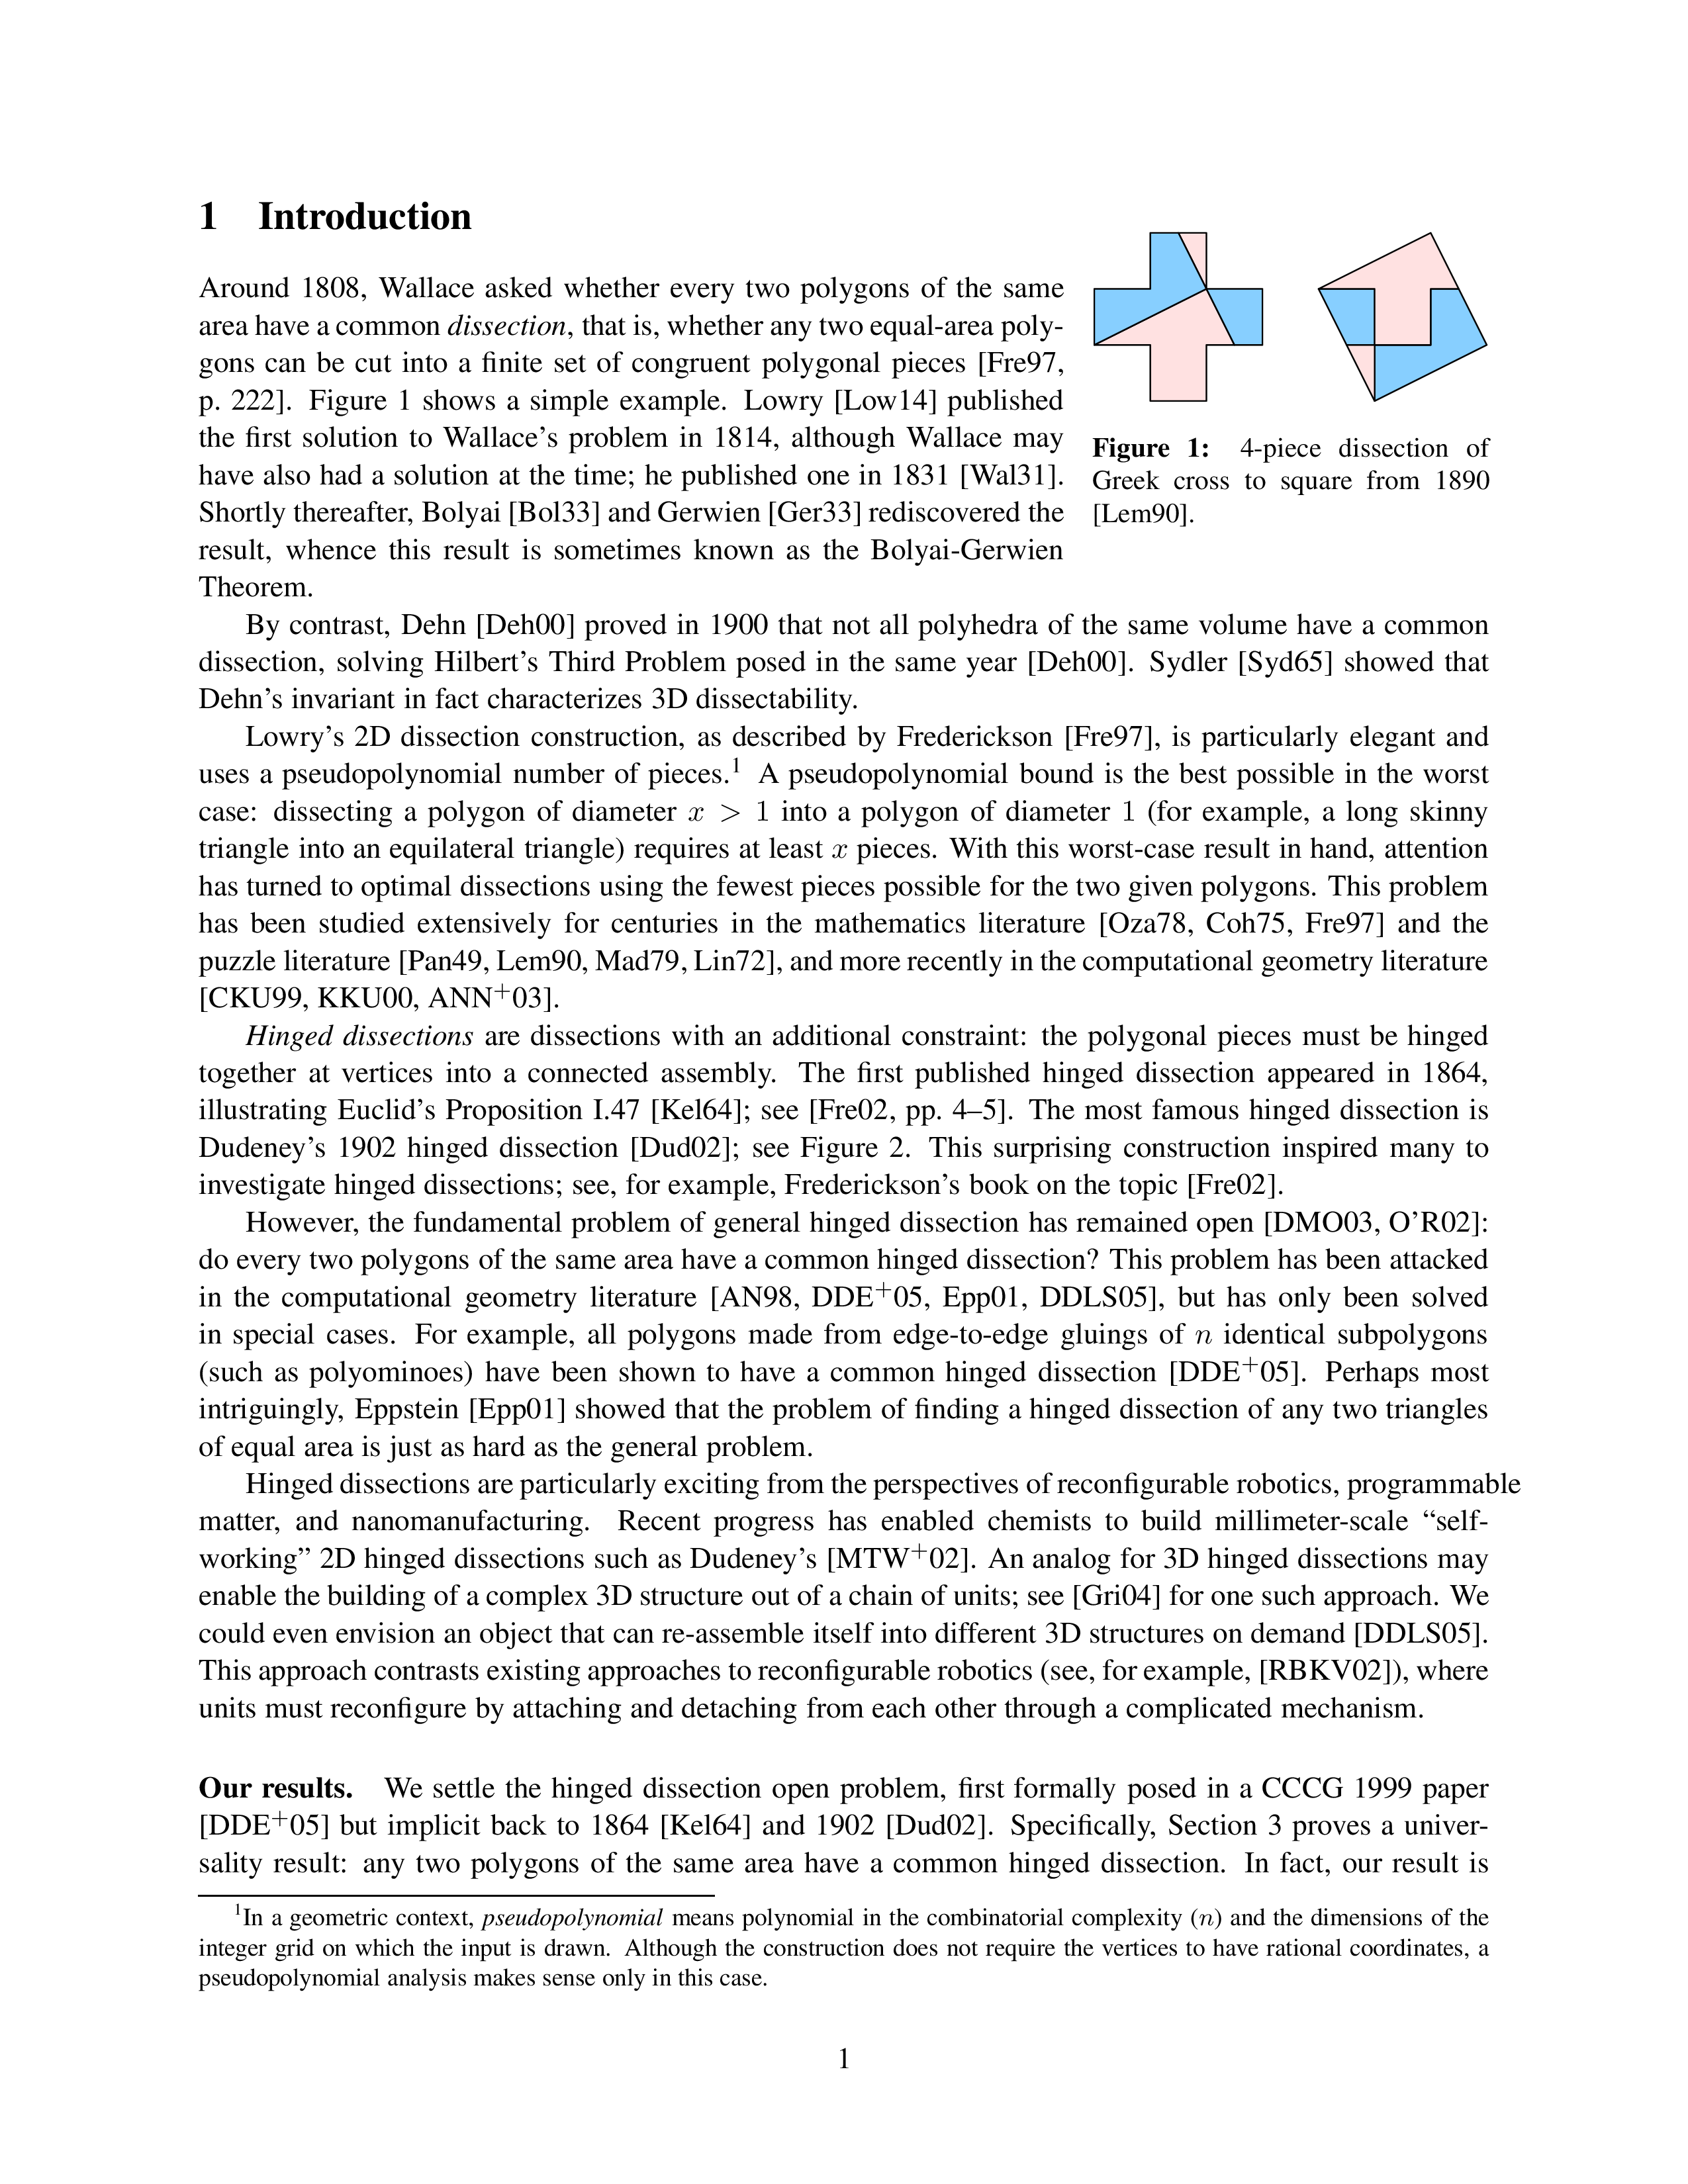 1 Introduction
Around 1808, Wallace asked whether every two polygons of the same
area have a common dissection, that is, whether any two equal-area poly-
gons can be cut into a finite set of congruent polygonal pieces [Fre97,
p. 222]. Figure 1 shows a simple example. Lowry [Low14] published
the first solution to Wallace's problem in 1814, although Wallace may
have also had a solution at the time; he published one in 1831 [Wal31].
Shortly thereafter, Bolyai [Bol33] and Gerwien [Ger33] rediscovered the
result, whence this result is sometimes known as the Bolyai-Gerwien
Theorem.
Figure 1: 4-piece dissection of
Greek cross to square from 1890
[Lem90].
By contrast, Dehn [Deh00] proved in 1900 that not all polyhedra of the same volume have a common
dissection, solving Hilbert's Third Problem posed in the same year [Deh00]. Sydler [Syd65] showed that
Dehn's invariant in fact characterizes 3D dissectability.
Lowry's 2D dissection construction, as described by Frederickson [Fre97], is particularly elegant and
uses a pseudopolynomial number of pieces.¹ A pseudopolynomial bound is the best possible in the worst
case: dissecting a polygon of diameter x > 1 into a polygon of diameter 1 (for example, a long skinny
triangle into an equilateral triangle) requires at least x pieces. With this worst-case result in hand, attention
has turned to optimal dissections using the fewest pieces possible for the two given polygons. This problem
has been studied extensively for centuries in the mathematics literature [Oza78, Coh75, Fre97] and the
puzzle literature [Pan49, Lem90, Mad79, Lin72], and more recently in the computational geometry literature
[CKU99, KKU00, ANN⁺03].
Hinged dissections are dissections with an additional constraint: the polygonal pieces must be hinged
together at vertices into a connected assembly. The first published hinged dissection appeared in 1864,
illustrating Euclid's Proposition I.47 [Kel64]; see [Fre02, pp. 4–5]. The most famous hinged dissection is
Dudeney's 1902 hinged dissection [Dud02]; see Figure 2. This surprising construction inspired many to
investigate hinged dissections; see, for example, Frederickson's book on the topic [Fre02].
However, the fundamental problem of general hinged dissection has remained open [DMO03, O'R02]:
do every two polygons of the same area have a common hinged dissection? This problem has been attacked
in the computational geometry literature [AN98, DDE⁺05, Epp01, DDLS05], but has only been solved
in special cases. For example, all polygons made from edge-to-edge gluings of n identical subpolygons
(such as polyominoes) have been shown to have a common hinged dissection [DDE⁺05]. Perhaps most
intriguingly, Eppstein [Epp01] showed that the problem of finding a hinged dissection of any two triangles
of equal area is just as hard as the general problem.
Hinged dissections are particularly exciting from the perspectives of reconfigurable robotics, programmable
matter, and nanomanufacturing. Recent progress has enabled chemists to build millimeter-scale “self-
working” 2D hinged dissections such as Dudeney's [MTW⁺02]. An analog for 3D hinged dissections may
enable the building of a complex 3D structure out of a chain of units; see [Gri04] for one such approach. We
could even envision an object that can re-assemble itself into different 3D structures on demand [DDLS05].
This approach contrasts existing approaches to reconfigurable robotics (see, for example, [RBKV02]), where
units must reconfigure by attaching and detaching from each other through a complicated mechanism.
Our results. We settle the hinged dissection open problem, first formally posed in a CCCG 1999 paper
[DDE⁺05] but implicit back to 1864 [Kel64] and 1902 [Dud02]. Specifically, Section 3 proves a univer-
sality result: any two polygons of the same area have a common hinged dissection. In fact, our result is
¹In a geometric context, pseudopolynomial means polynomial in the combinatorial complexity (n) and the dimensions of the
integer grid on which the input is drawn. Although the construction does not require the vertices to have rational coordinates, a
pseudopolynomial analysis makes sense only in this case.
1